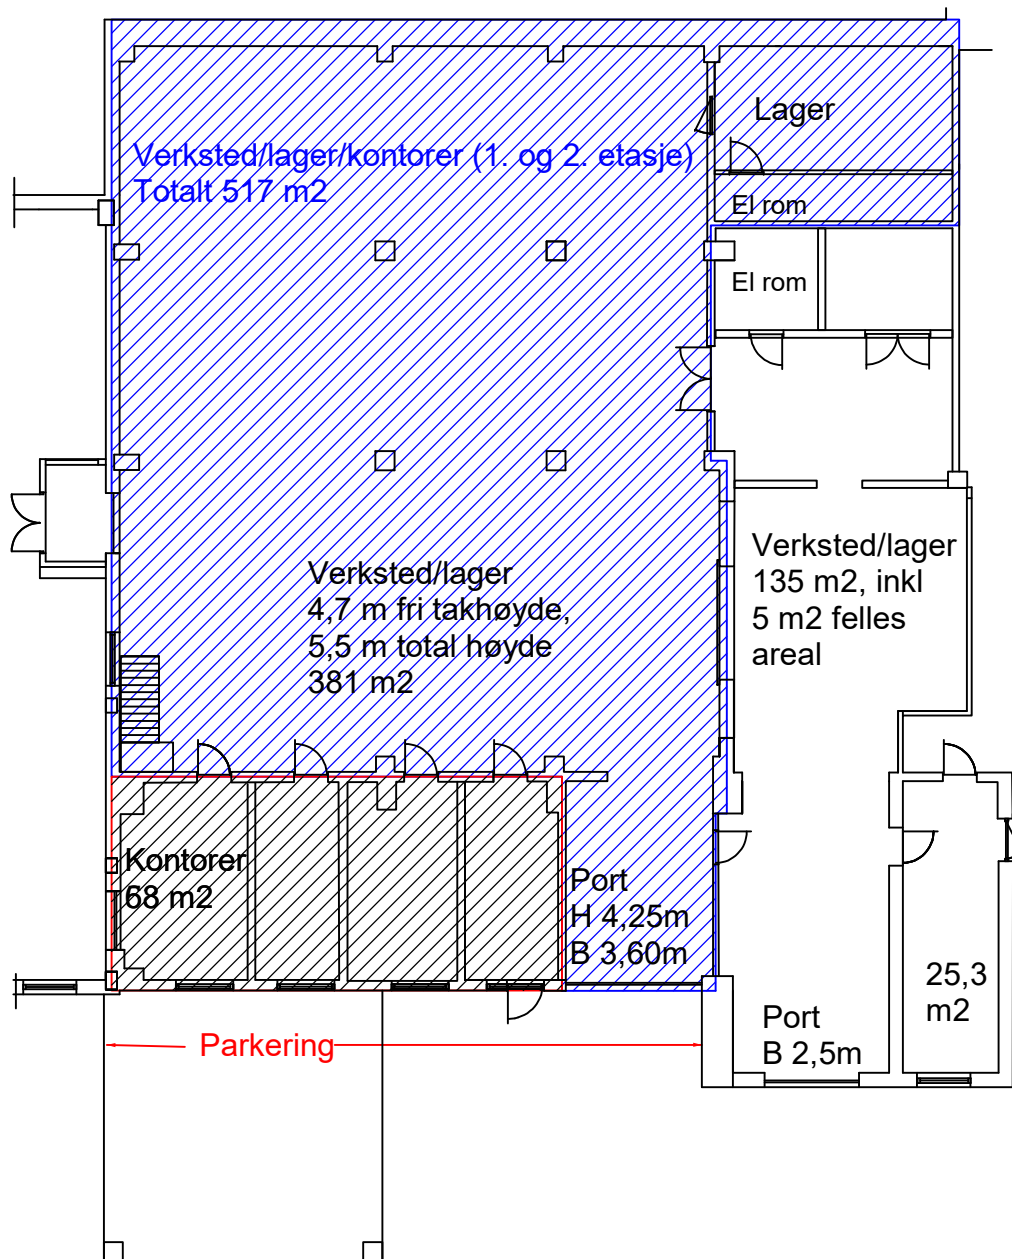 Lager
Verksted/lager/kontorer (1. og 2. etasje)
Totalt 517 m2
El rom
El rom
Verksted/lager
4,7 m fri takhøyde,
5,5 m total høyde
381 m2
Verksted/lager
135 m2, inkl
5 m2 felles
areal
Kontorer
68 m2
Port
H 4,25m
B 3,60m
25,3
m2
Port
B 2,5m
Parkering